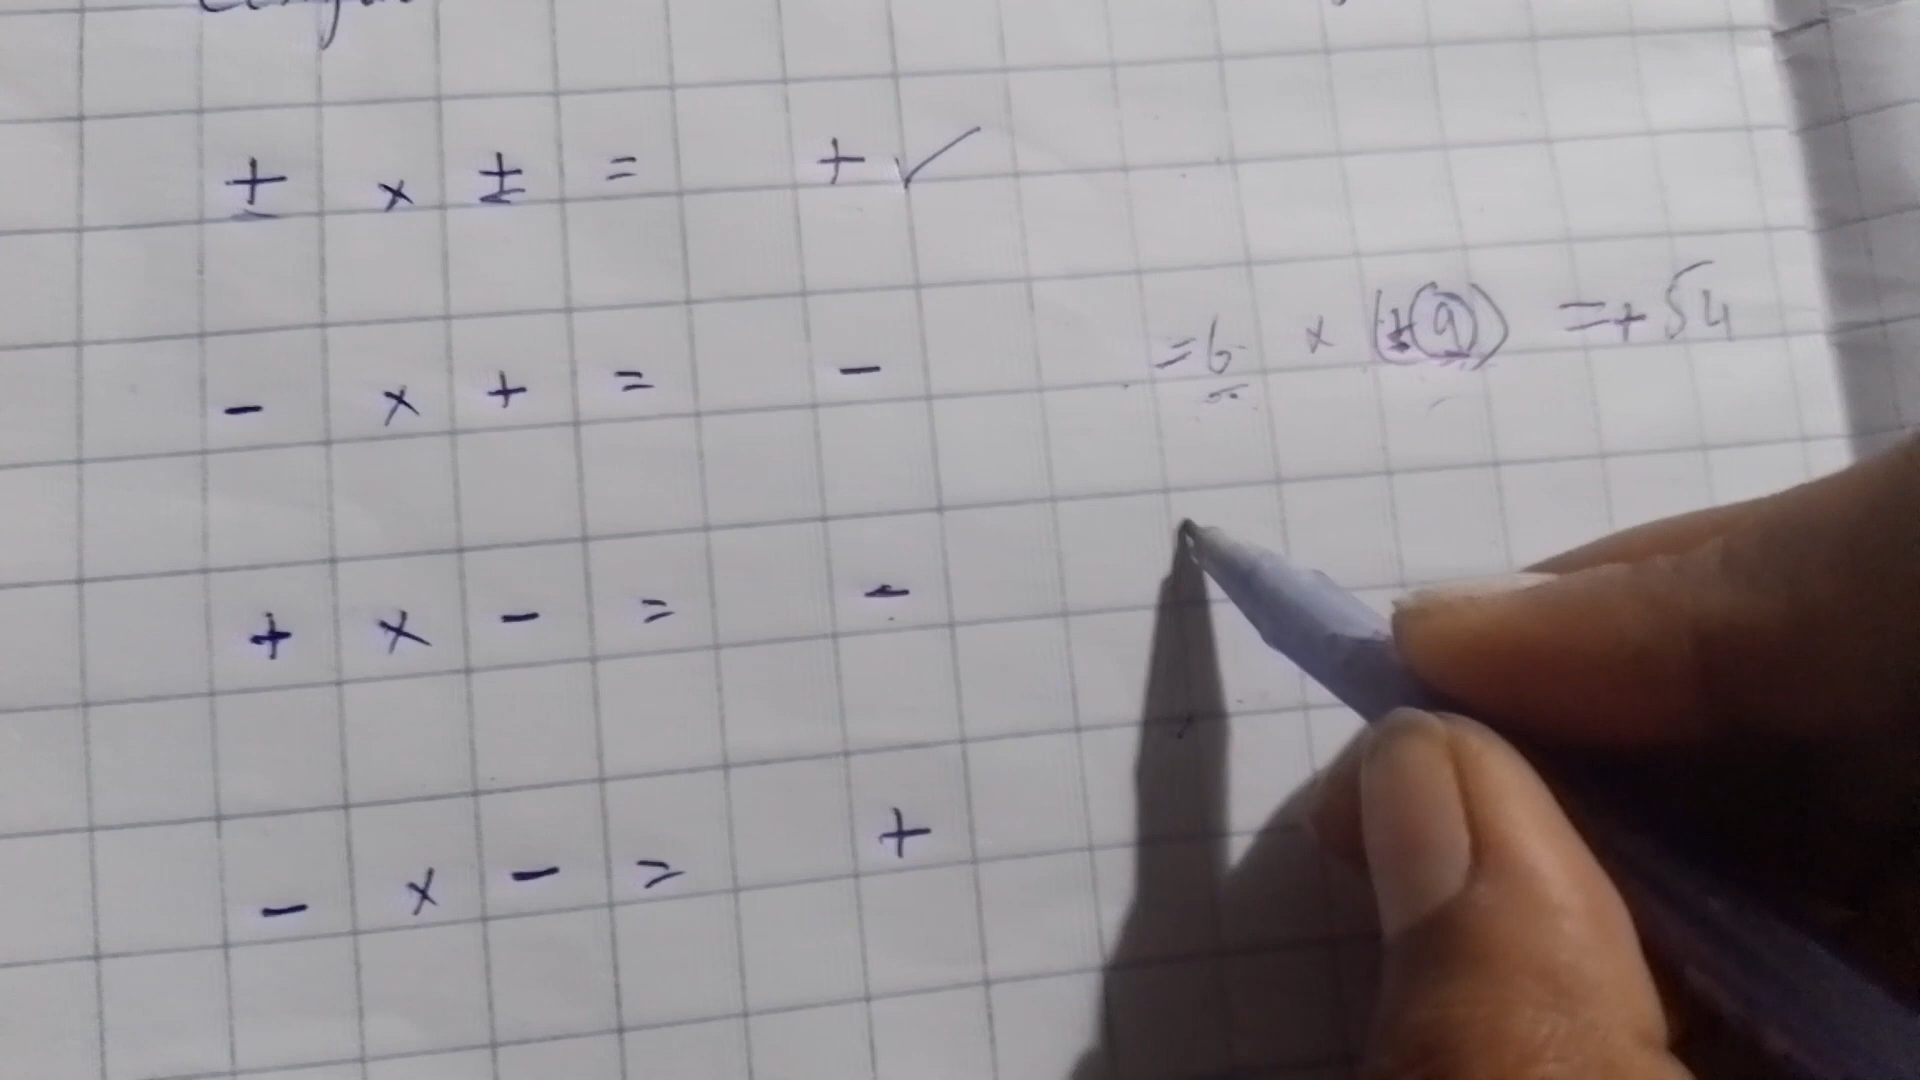 + × + = + ✓
- × + = - = 6 × (+(9)) = + 54
+ × - = -
- × - = +